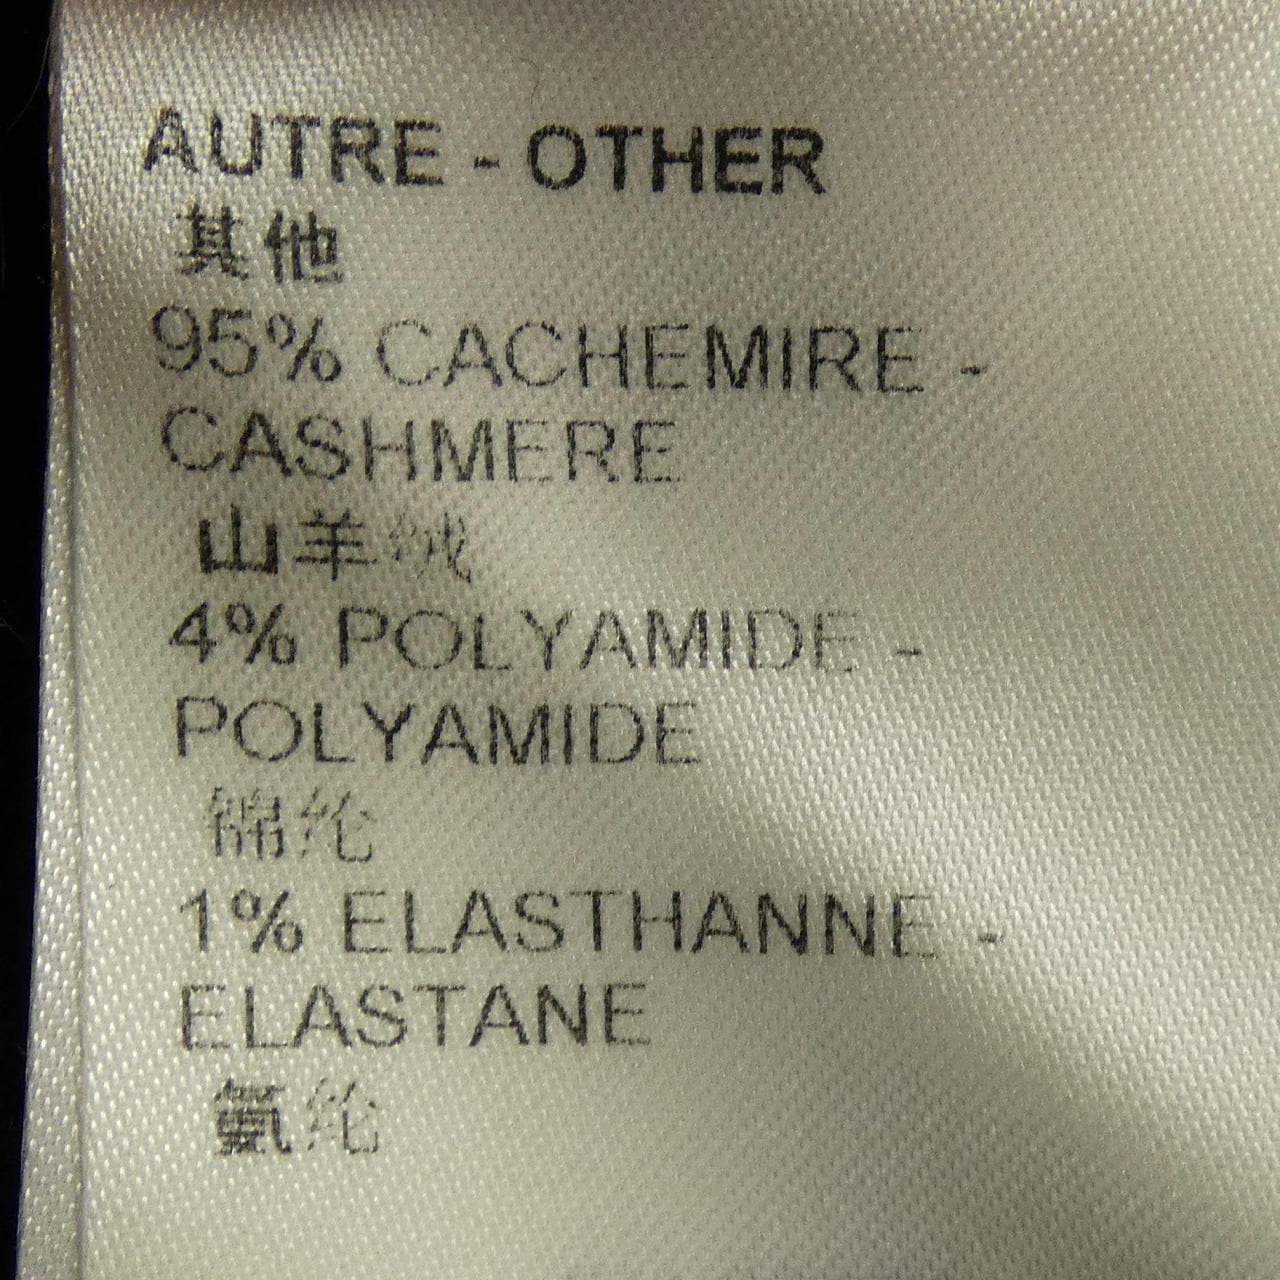 AUTRE - OTHER
其他
95% CACHEMIRE -
CASHMERE
山羊绒
4% POLYAMIDE -
POLYAMIDE
锦纶
1% ELASTHANNE -
ELASTANE
氨纶